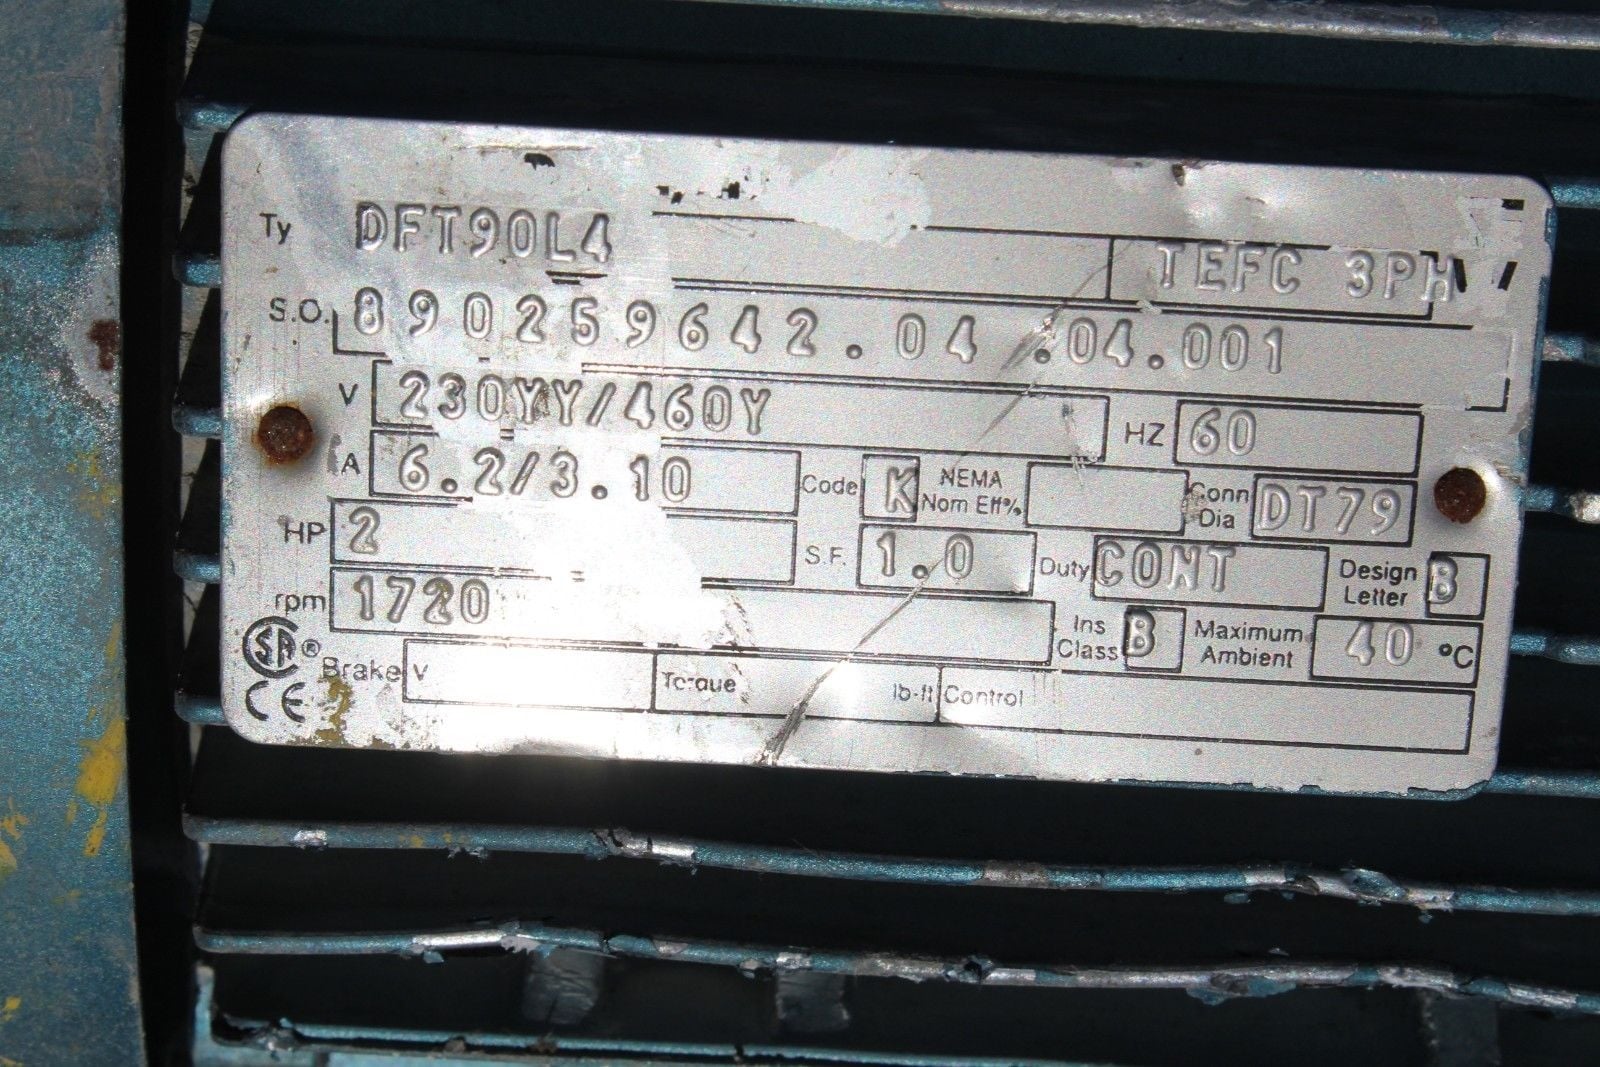 Ty DFT90L4 TEFC 3PH
S.O. 890259642.04 .04.001
V 230YY/460Y HZ 60
A 6.2/3.10 Code K NEMA Nom Eff% Conn Dia DT79
HP 2 S.F. 1.0 Duty CONT Design Letter B
rpm 1720 Ins Class B Maximum Ambient 40 °C
SA ® Brake V Torque lb-ft Control
CE